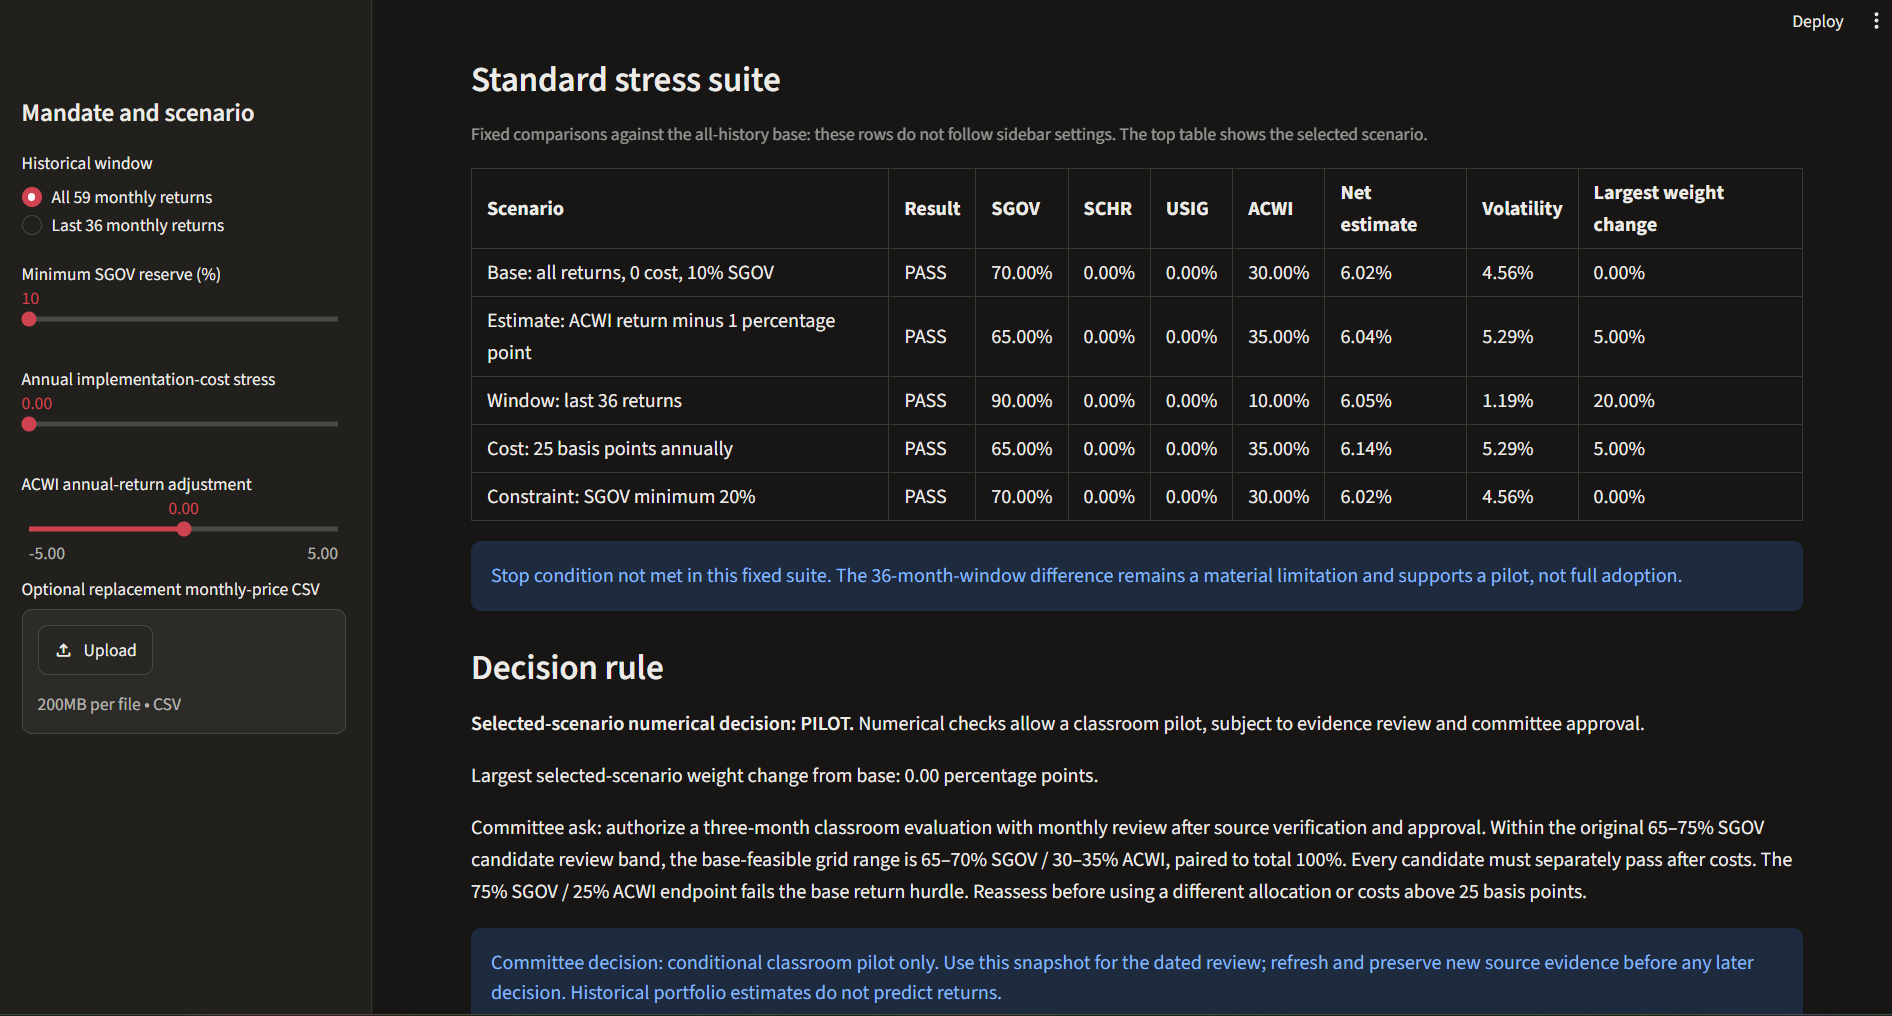 Deploy
Mandate and scenario
Historical window
All 59 monthly returns
Last 36 monthly returns
Minimum SGOV reserve (%)
10
Annual implementation-cost stress
0.00
ACWI annual-return adjustment
0.00
-5.00 5.00
Optional replacement monthly-price CSV
Upload
200MB per file • CSV
Standard stress suite
Fixed comparisons against the all-history base: these rows do not follow sidebar settings. The top table shows the selected scenario.
Scenario Result SGOV SCHR USIG ACWI Net estimate Volatility Largest weight change
Base: all returns, 0 cost, 10% SGOV PASS 70.00% 0.00% 0.00% 30.00% 6.02% 4.56% 0.00%
Estimate: ACWI return minus 1 percentage point PASS 65.00% 0.00% 0.00% 35.00% 6.04% 5.29% 5.00%
Window: last 36 returns PASS 90.00% 0.00% 0.00% 10.00% 6.05% 1.19% 20.00%
Cost: 25 basis points annually PASS 65.00% 0.00% 0.00% 35.00% 6.14% 5.29% 5.00%
Constraint: SGOV minimum 20% PASS 70.00% 0.00% 0.00% 30.00% 6.02% 4.56% 0.00%
Stop condition not met in this fixed suite. The 36-month-window difference remains a material limitation and supports a pilot, not full adoption.
Decision rule
Selected-scenario numerical decision: PILOT. Numerical checks allow a classroom pilot, subject to evidence review and committee approval.
Largest selected-scenario weight change from base: 0.00 percentage points.
Committee ask: authorize a three-month classroom evaluation with monthly review after source verification and approval. Within the original 65–75% SGOV
candidate review band, the base-feasible grid range is 65–70% SGOV / 30–35% ACWI, paired to total 100%. Every candidate must separately pass after costs. The
75% SGOV / 25% ACWI endpoint fails the base return hurdle. Reassess before using a different allocation or costs above 25 basis points.
Committee decision: conditional classroom pilot only. Use this snapshot for the dated review; refresh and preserve new source evidence before any later
decision. Historical portfolio estimates do not predict returns.